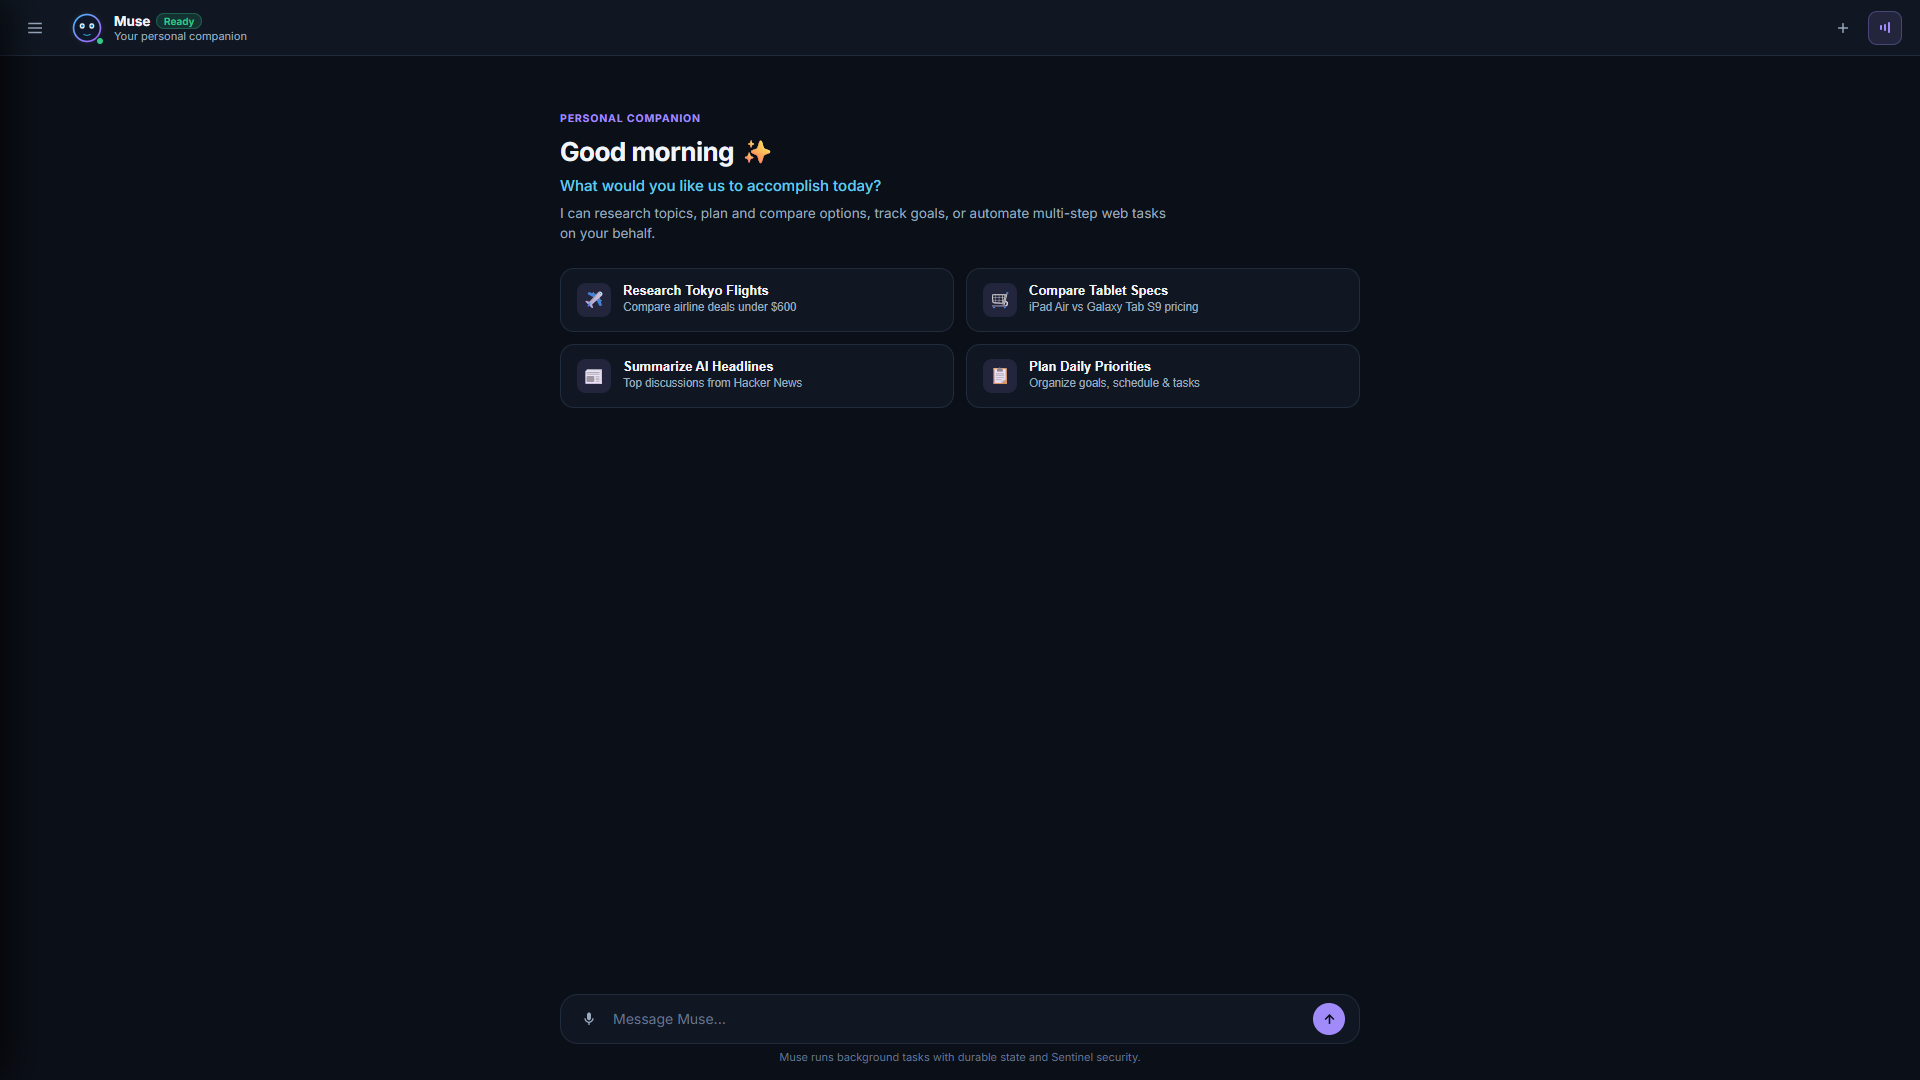 Muse Ready
Your personal companion
PERSONAL COMPANION
Good morning ✨
What would you like us to accomplish today?
I can research topics, plan and compare options, track goals, or automate multi-step web tasks
on your behalf.
Research Tokyo Flights
Compare airline deals under $600
Compare Tablet Specs
iPad Air vs Galaxy Tab S9 pricing
Summarize AI Headlines
Top discussions from Hacker News
Plan Daily Priorities
Organize goals, schedule & tasks
Message Muse...
Muse runs background tasks with durable state and Sentinel security.